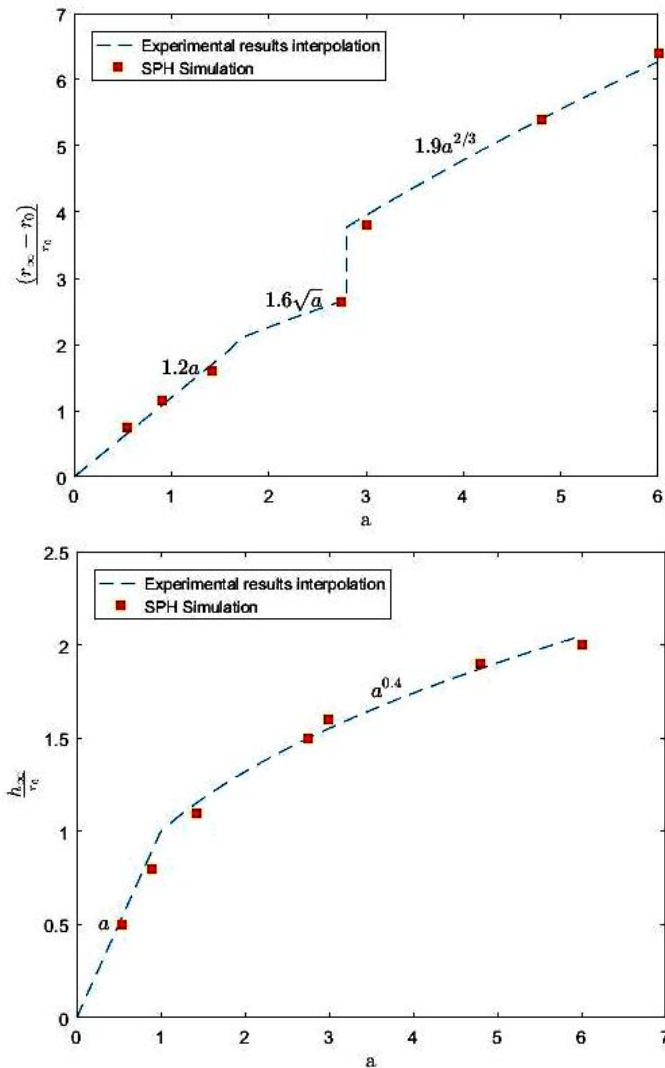 7
6
5
4
3
2
1
0
Experimental results interpolation
SPH Simulation
1.9a^{2/3}
1.6√a
1.2a
(r_∞ − r_0)
r_0
0 1 2 3 4 5 6
a
2.5
2
1.5
1
0.5
0
Experimental results interpolation
SPH Simulation
a^{0.4}
a
h_∞
r_0
0 1 2 3 4 5 6 7
a